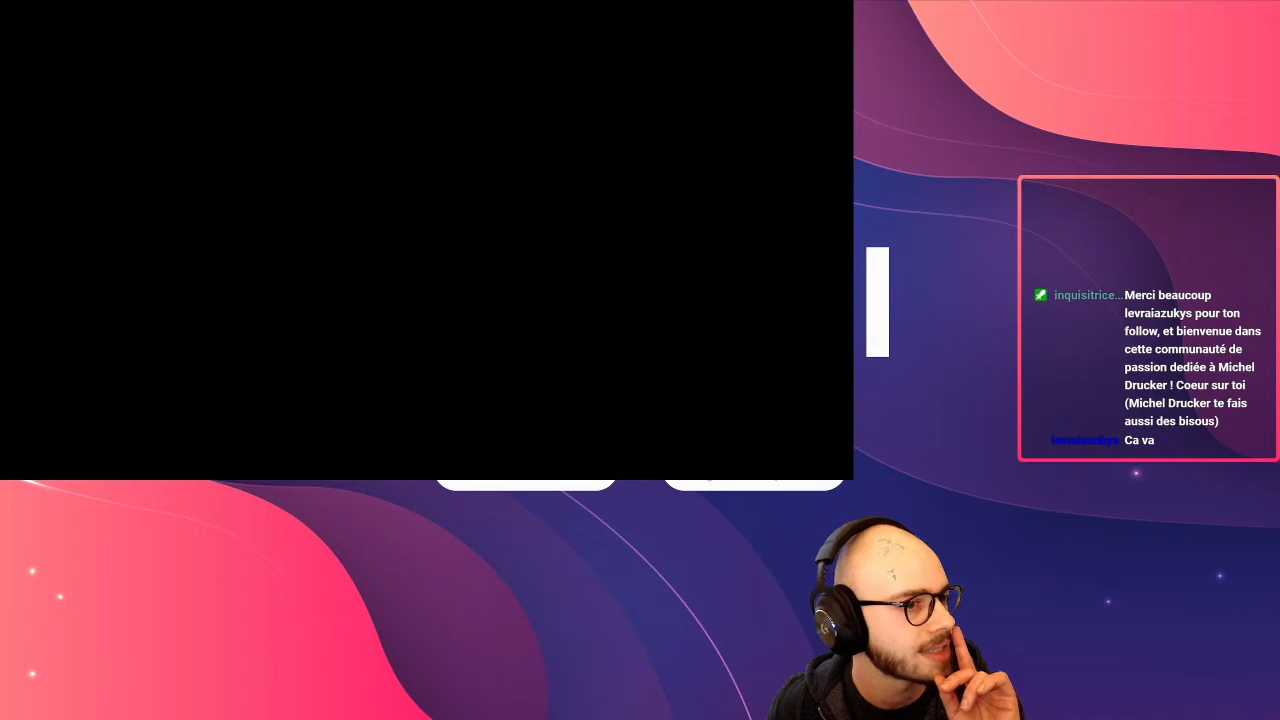 inquisitrice... Merci beaucoup
levraiazukys pour ton
follow, et bienvenue dans
cette communauté de
passion dediée à Michel
Drucker ! Coeur sur toi
(Michel Drucker te fais
aussi des bisous)
levraiazukys Ca va